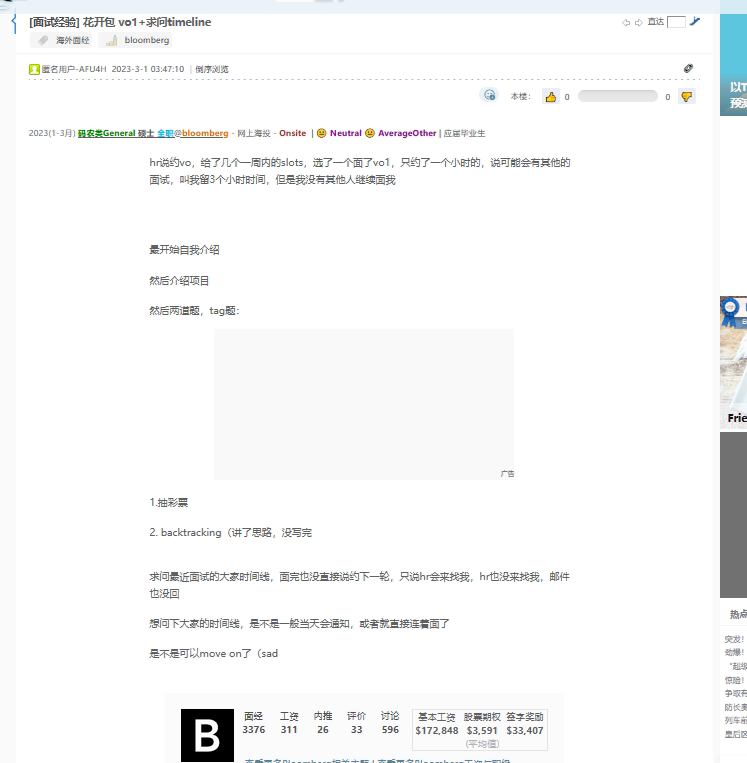 [面试经验] 花开包 vo1+求问timeline
直达
海外面经
bloomberg
匿名用户-AFU4H 2023-3-1 03:47:10 | 倒序浏览
本楼：
0
0
2023(1-3月) 码农类General 硕士 全职@bloomberg - 网上海投 - Onsite | Neutral AverageOther | 应届毕业生
hr说约vo，给了几个一周内的slots，选了一个面了vo1，只约了一个小时的，说可能会有其他的
面试，叫我留3个小时时间，但是我没有其他人继续面我
最开始自我介绍
然后介绍项目
然后两道题，tag题：
广告
1.抽彩票
2. backtracking（讲了思路，没写完
求问最近面试的大家时间线，面完也没直接说约下一轮，只说hr会来找我，hr也没来找我，邮件
也没回
想问下大家的时间线，是不是一般当天会通知，或者就直接连着面了
是不是可以move on了（sad
B
面经 工资 内推 评价 讨论
3376 311 26 33 596
基本工资 股票期权 签字奖励
$172,848 $3,591 $33,407
(平均值)
以T
预测
Frie
热点
突发！
劲爆！
“超级
惊险！
争取有
防长奥
列车前
皇后区